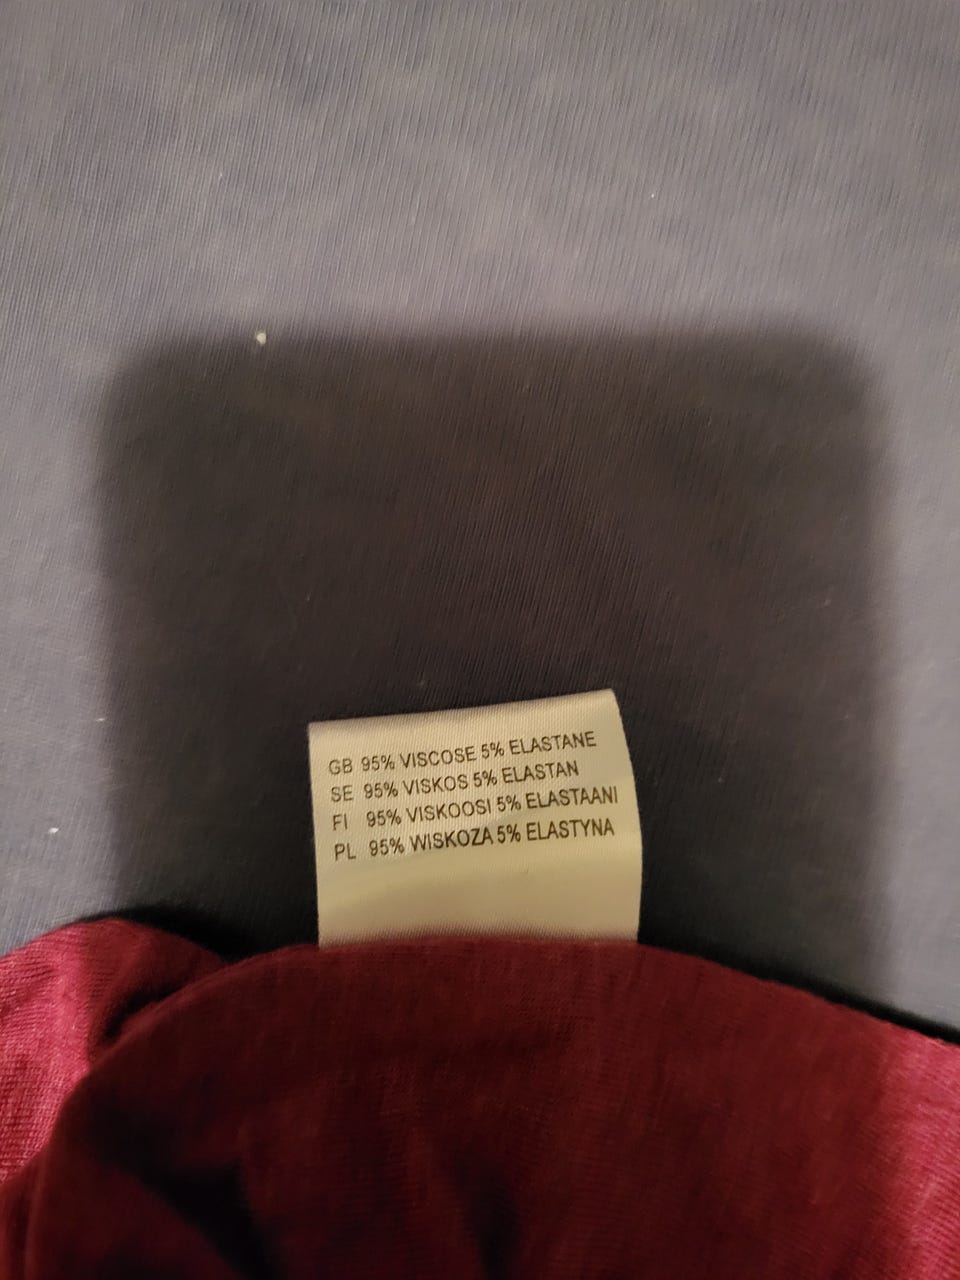 GB 95% VISCOSE 5% ELASTANE
SE 95% VISKOS 5% ELASTAN
FI 95% VISKOOSI 5% ELASTAANI
PL 95% WISKOZA 5% ELASTYNA